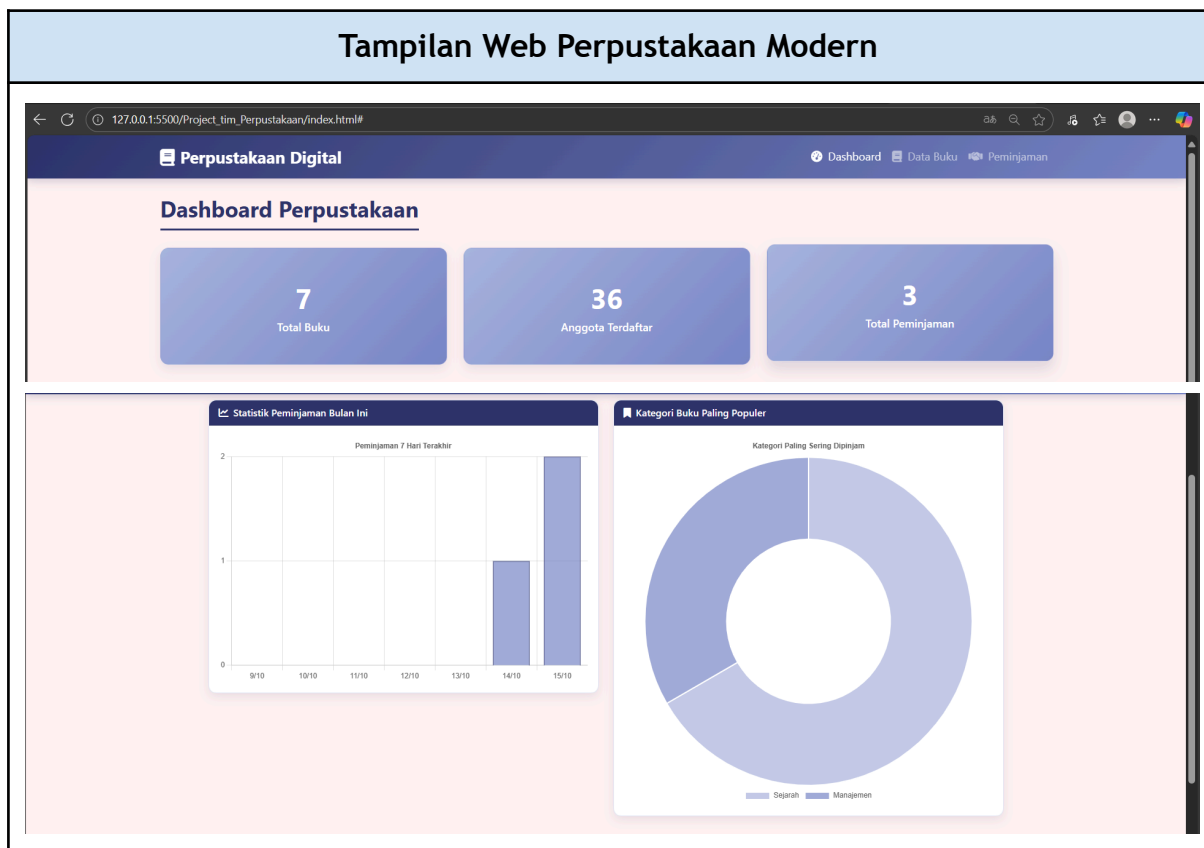 Tampilan Web Perpustakaan Modern
127.0.0.1:5500/Project_tim_Perpustakaan/index.html#
Perpustakaan Digital
Dashboard Data Buku Peminjaman
Dashboard Perpustakaan
7
Total Buku
36
Anggota Terdaftar
3
Total Peminjaman
Statistik Peminjaman Bulan Ini
Peminjaman 7 Hari Terakhir
2
1
0
9/10 10/10 11/10 12/10 13/10 14/10 15/10
Kategori Buku Paling Populer
Kategori Paling Sering Dipinjam
Sejarah Manajemen